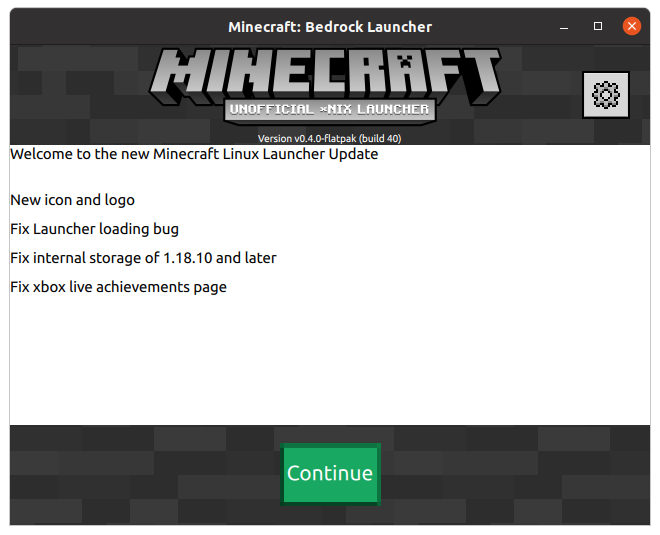 Minecraft: Bedrock Launcher
MINECRAFT
UNOFFICIAL *NIX LAUNCHER
Version v0.4.0-flatpak (build 40)
Welcome to the new Minecraft Linux Launcher Update
New icon and logo
Fix Launcher loading bug
Fix internal storage of 1.18.10 and later
Fix xbox live achievements page
Continue